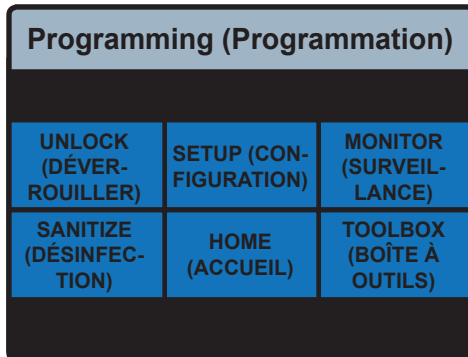 Programming (Programmation)
UNLOCK
(DÉVER-
ROUILLER)
SETUP (CON-
FIGURATION)
MONITOR
(SURVEIL-
LANCE)
SANITIZE
(DÉSINFEC-
TION)
HOME
(ACCUEIL)
TOOLBOX
(BOÎTE À
OUTILS)